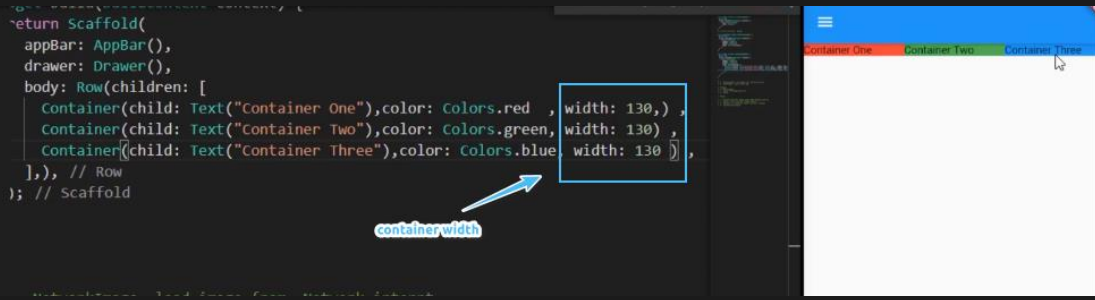 return Scaffold(
appBar: AppBar(),
drawer: Drawer(),
body: Row(children: [
Container(child: Text("Container One"),color: Colors.red , width: 130,) ,
Container(child: Text("Container Two"),color: Colors.green, width: 130) ,
Container(child: Text("Container Three"),color: Colors.blue, width: 130 ) ,
],), // Row
); // Scaffold
container width
Container One Container Two Container Three